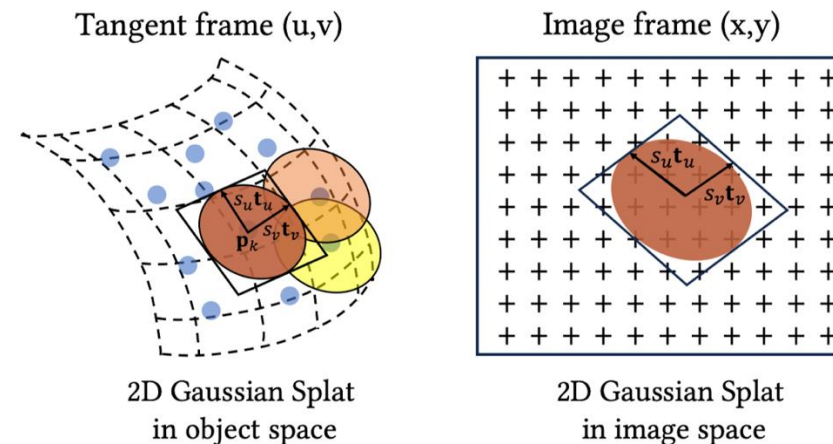 Tangent frame (u,v)
Image frame (x,y)
s_u t_u
s_v t_v
p_k
s_u t_u
s_v t_v
2D Gaussian Splat
in object space
2D Gaussian Splat
in image space